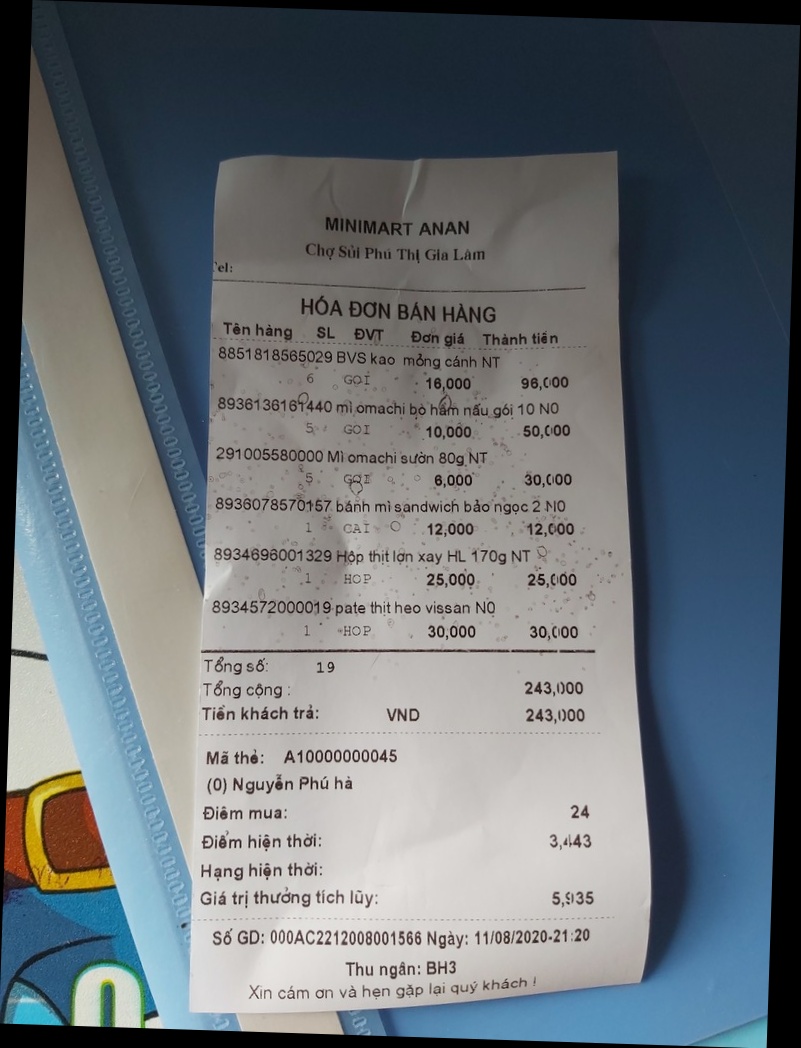 MINIMART ANAN
Chợ Sủi Phú Thị Gia Lâm
Tel:
HÓA ĐƠN BÁN HÀNG
Tên hàng SL ĐVT Đơn giá Thành tiền
8851818565029 BVS kao mỏng cánh NT
6 GOI 16,000 96,000
8936136161440 mì omachi bò hầm nấu gói 10 N0
5 GOI 10,000 50,000
291005580000 Mì omachi sườn 80g NT
5 GOI 6,000 30,000
8936078570157 bánh mì sandwich bảo ngọc 2 N0
1 CAI 12,000 12,000
8934696001329 Hộp thịt lợn xay HL 170g NT
1 HOP 25,000 25,000
8934572000019 pate thịt heo vissan N0
1 HOP 30,000 30,000
Tổng số: 19
Tổng cộng : 243,000
Tiền khách trả: VND 243,000
Mã thẻ: A10000000045
(0) Nguyễn Phú hà
Điểm mua: 24
Điểm hiện thời: 3,443
Hạng hiện thời:
Giá trị thưởng tích lũy: 5,935
Số GD: 000AC2212008001566 Ngày: 11/08/2020-21:20
Thu ngân: BH3
Xin cám ơn và hẹn gặp lại quý khách !